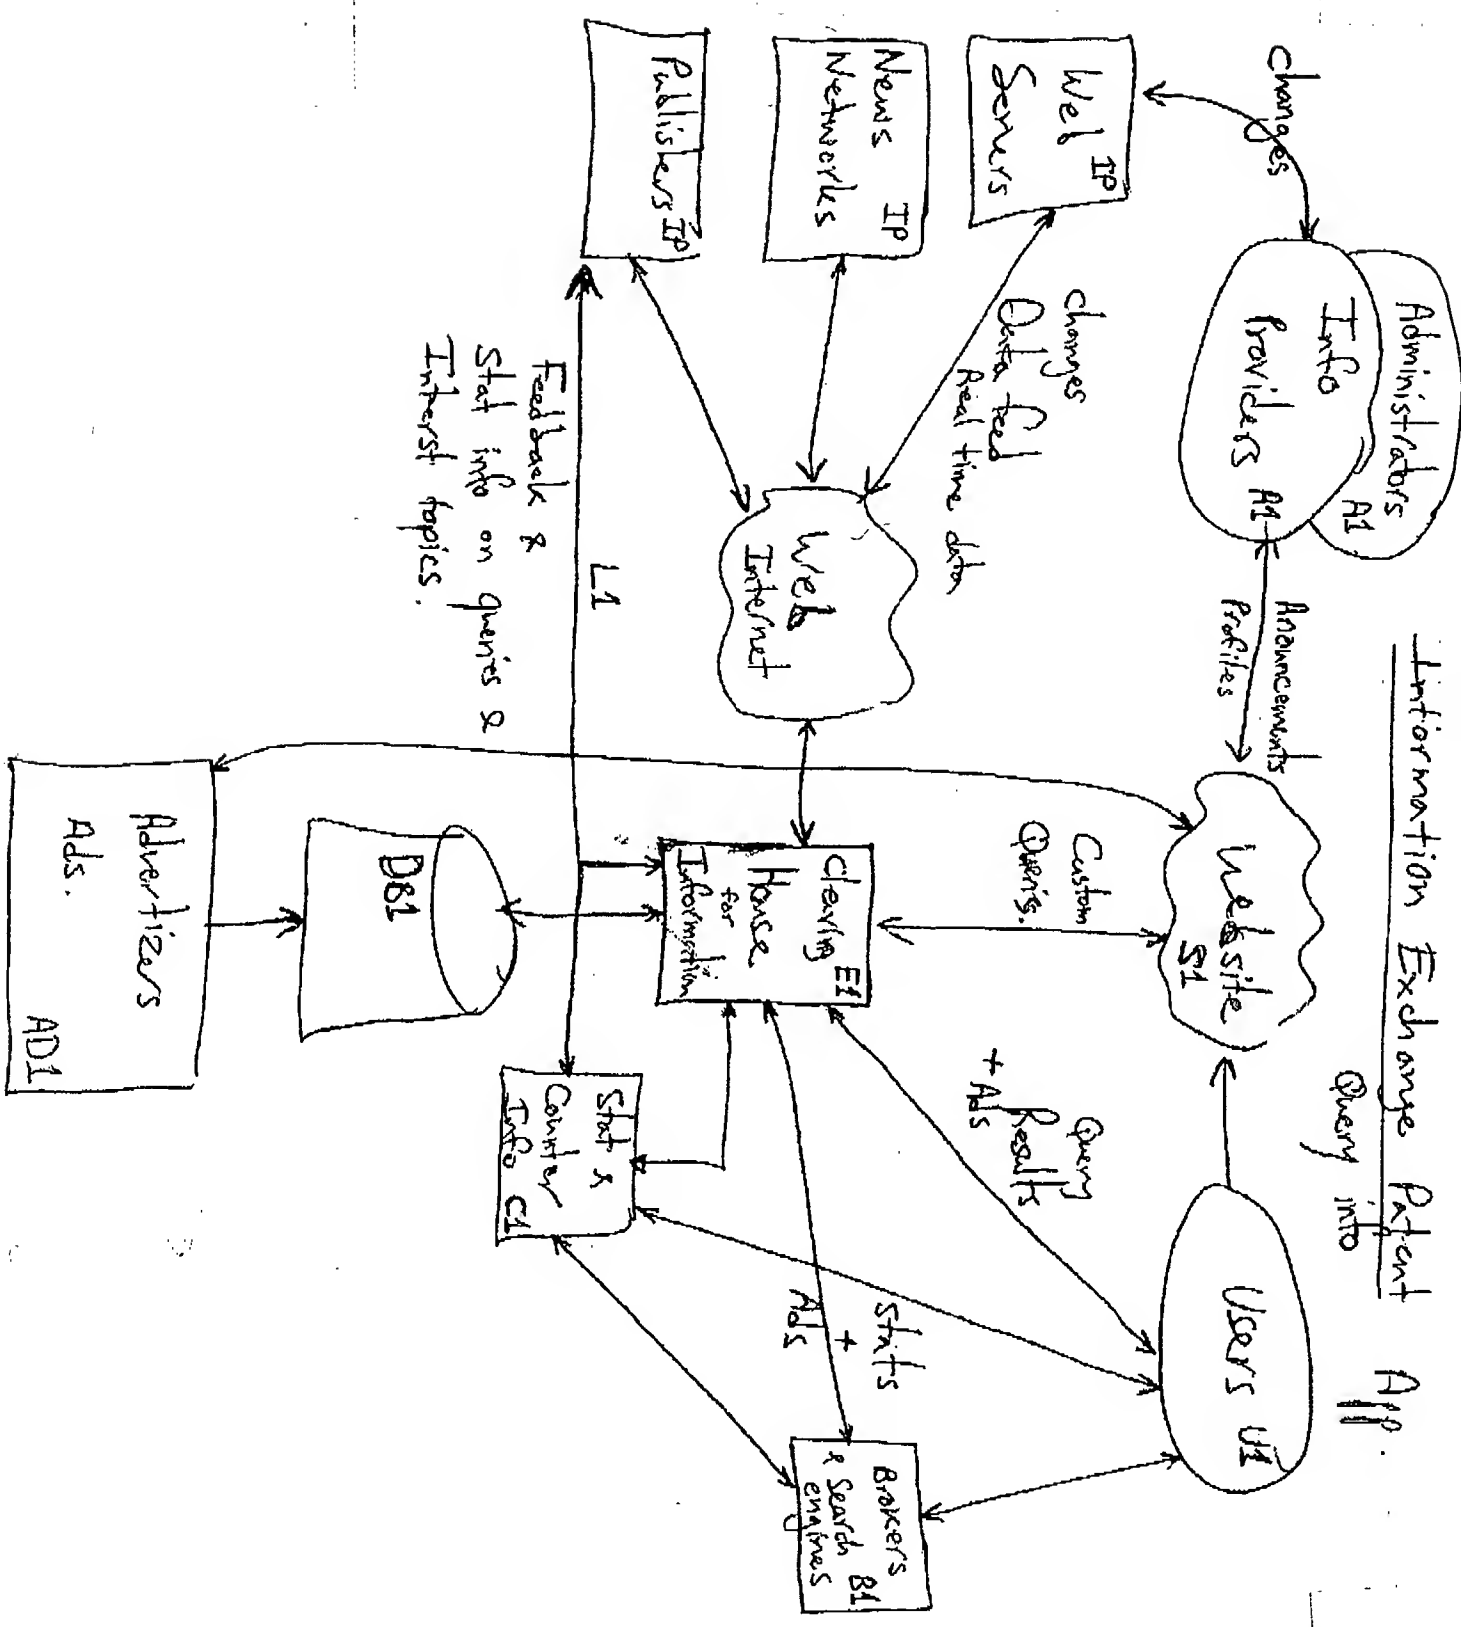 Information Exchange Patent App.
Administrators
A1
Info
Providers A1
changes
Web IP
Servers
News IP
Networks
Publishers IP
changes
Data feed
Real time data
Web
Internet
Anouncements
Profiles
Website
S1
Query into
Users U1
Custom
Queries.
Clearing E1
House
for
Information
Query
Results
+ Ads
L1
Feedback &
Stat info on queries &
Interst topics.
DB1
Advertizers
Ads.
AD1
Stat &
Counter
Info C1
Stats
+
Ads
Brokers
& Search B1
engines